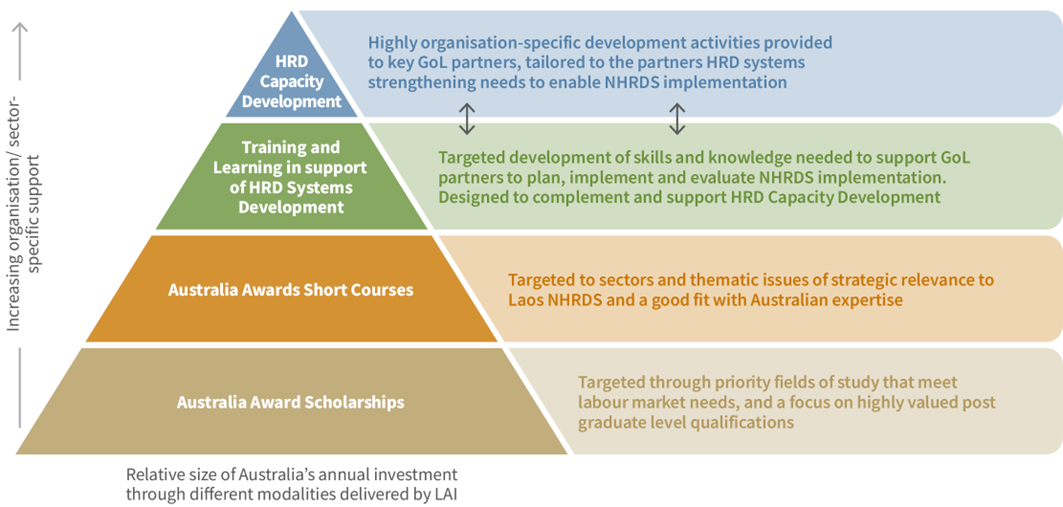 HRD
Capacity
Development
Highly organisation-specific development activities provided
to key GoL partners, tailored to the partners HRD systems
strengthening needs to enable NHRDS implementation
Training and
Learning in support
of HRD Systems
Development
Targeted development of skills and knowledge needed to support GoL
partners to plan, implement and evaluate NHRDS implementation.
Designed to complement and support HRD Capacity Development
Australia Awards Short Courses
Targeted to sectors and thematic issues of strategic relevance to
Laos NHRDS and a good fit with Australian expertise
Australia Award Scholarships
Targeted through priority fields of study that meet
labour market needs, and a focus on highly valued post
graduate level qualifications
Increasing organisation/ sector-
specific support
Relative size of Australia's annual investment
through different modalities delivered by LAI